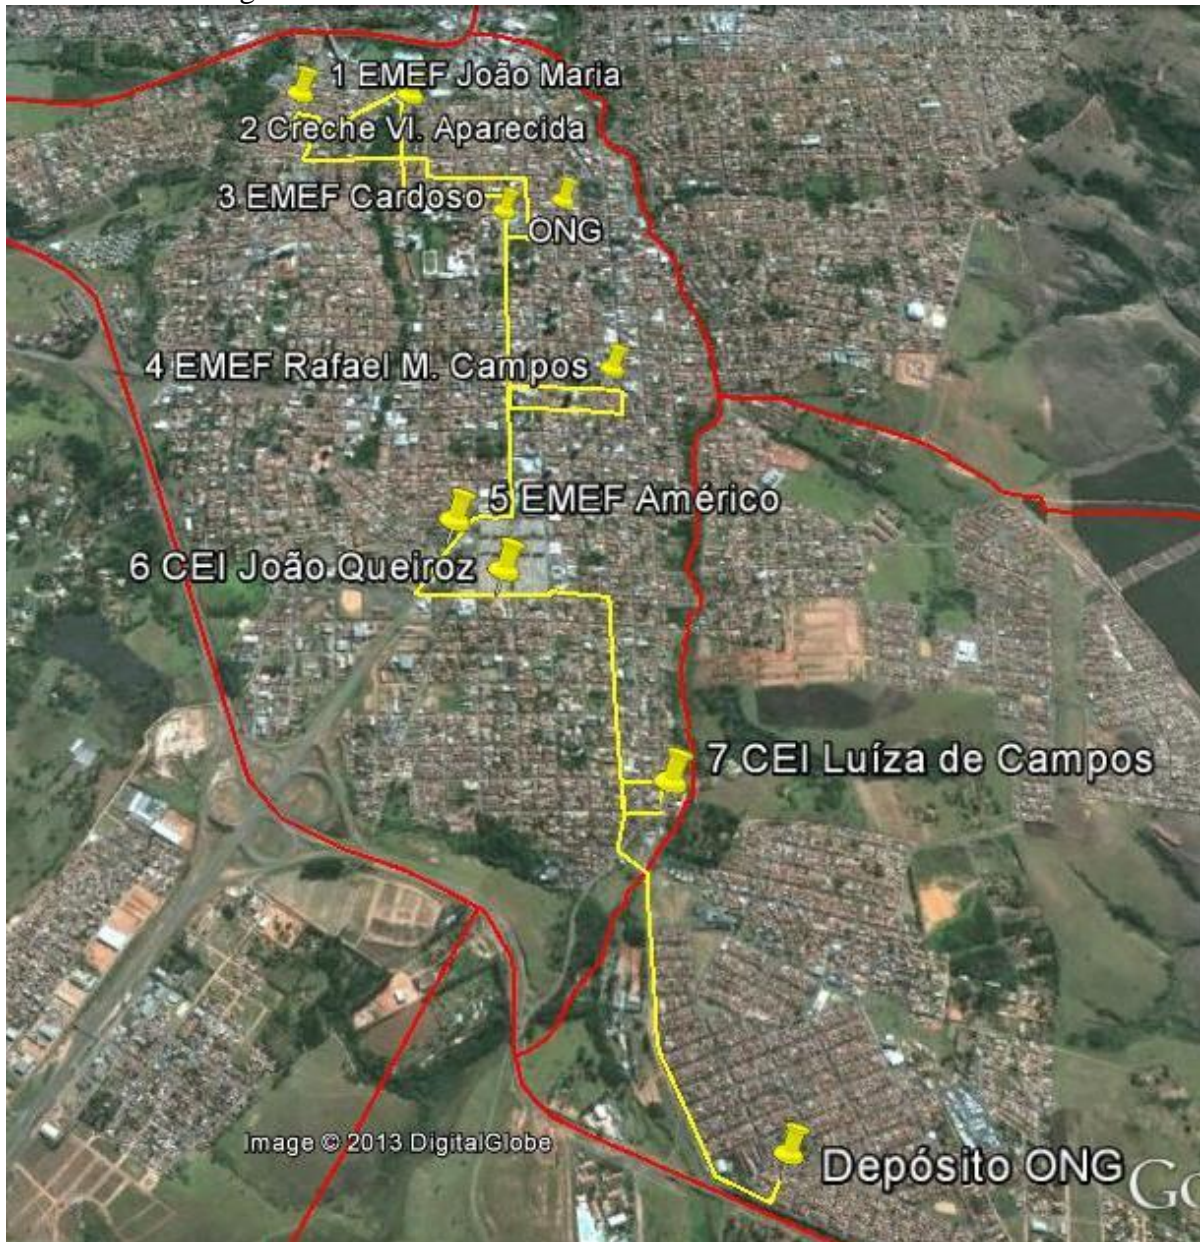 1 EMEF João Maria
2 Creche Vl. Aparecida
3 EMEF Cardoso
ONG
4 EMEF Rafael M. Campos
5 EMEF Américo
6 CEI João Queiroz
7 CEI Luíza de Campos
Image © 2013 DigitalGlobe
Depósito ONG
Go